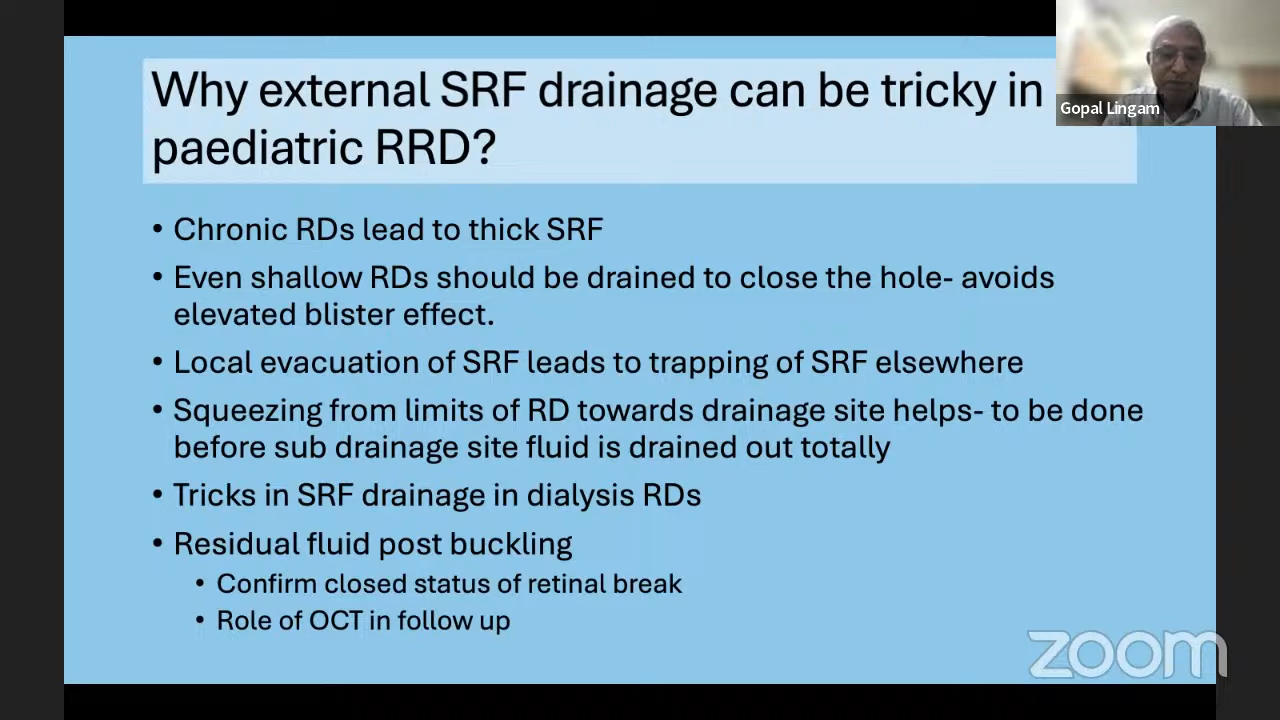 Why external SRF drainage can be tricky in
paediatric RRD?
Gopal Lingam
• Chronic RDs lead to thick SRF
• Even shallow RDs should be drained to close the hole- avoids
elevated blister effect.
• Local evacuation of SRF leads to trapping of SRF elsewhere
• Squeezing from limits of RD towards drainage site helps- to be done
before sub drainage site fluid is drained out totally
• Tricks in SRF drainage in dialysis RDs
• Residual fluid post buckling
• Confirm closed status of retinal break
• Role of OCT in follow up
zoom